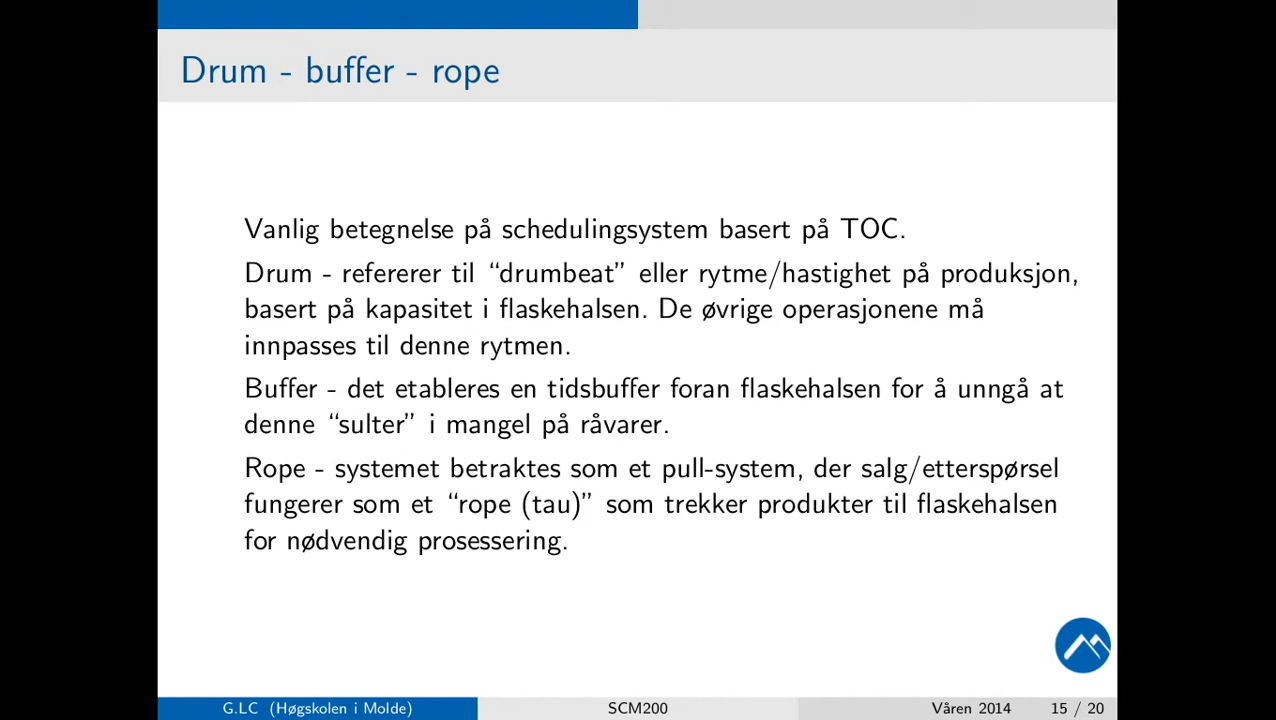 Drum - buffer - rope
Vanlig betegnelse på schedulingsystem basert på TOC.
Drum - refererer til “drumbeat” eller rytme/hastighet på produksjon,
basert på kapasitet i flaskehalsen. De øvrige operasjonene må
innpasses til denne rytmen.
Buffer - det etableres en tidsbuffer foran flaskehalsen for å unngå at
denne “sulter” i mangel på råvarer.
Rope - systemet betraktes som et pull-system, der salg/etterspørsel
fungerer som et “rope (tau)” som trekker produkter til flaskehalsen
for nødvendig prosessering.
G.LC (Høgskolen i Molde) SCM200 Våren 2014 15 / 20